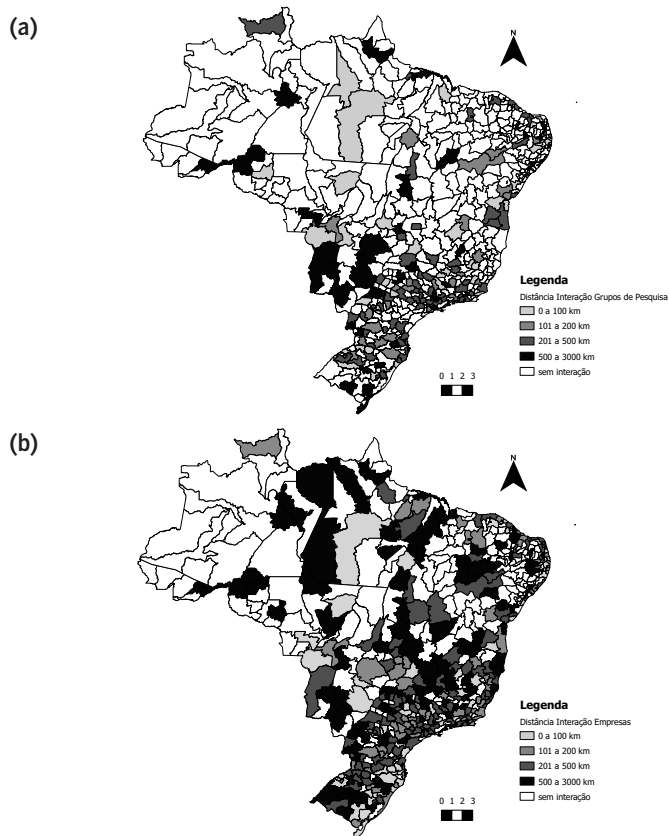 (a)
N
Legenda
Distância Interação Grupos de Pesquisa
0 a 100 km
101 a 200 km
201 a 500 km
500 a 3000 km
sem interação
0 1 2 3
(b)
N
Legenda
Distância Interação Empresas
0 a 100 km
101 a 200 km
201 a 500 km
500 a 3000 km
sem interação
0 1 2 3